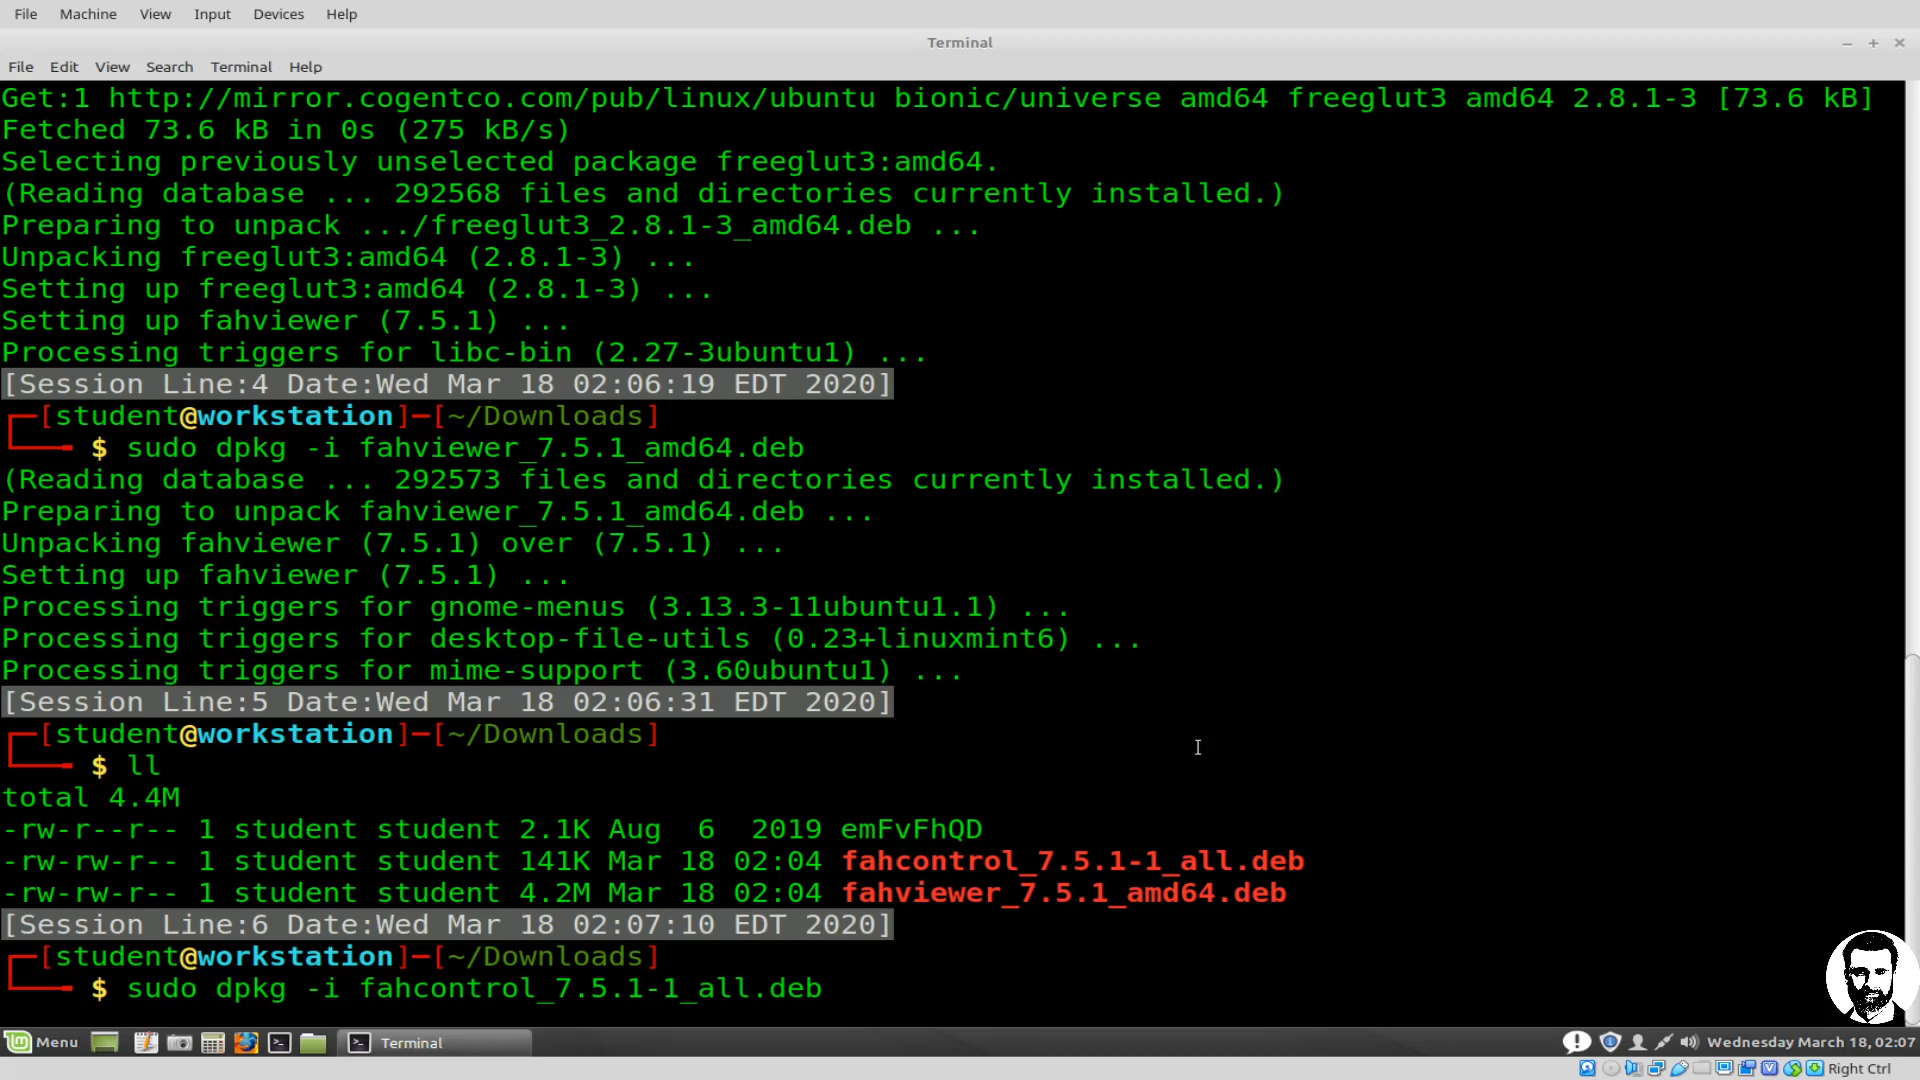 File Machine View Input Devices Help
Terminal
File Edit View Search Terminal Help
Get:1 http://mirror.cogentco.com/pub/linux/ubuntu bionic/universe amd64 freeglut3 amd64 2.8.1-3 [73.6 kB]
Fetched 73.6 kB in 0s (275 kB/s)
Selecting previously unselected package freeglut3:amd64.
(Reading database ... 292568 files and directories currently installed.)
Preparing to unpack .../freeglut3_2.8.1-3_amd64.deb ...
Unpacking freeglut3:amd64 (2.8.1-3) ...
Setting up freeglut3:amd64 (2.8.1-3) ...
Setting up fahviewer (7.5.1) ...
Processing triggers for libc-bin (2.27-3ubuntu1) ...
[Session Line:4 Date:Wed Mar 18 02:06:19 EDT 2020]
[student@workstation]─[~/Downloads]
$ sudo dpkg -i fahviewer_7.5.1_amd64.deb
(Reading database ... 292573 files and directories currently installed.)
Preparing to unpack fahviewer_7.5.1_amd64.deb ...
Unpacking fahviewer (7.5.1) over (7.5.1) ...
Setting up fahviewer (7.5.1) ...
Processing triggers for gnome-menus (3.13.3-11ubuntu1.1) ...
Processing triggers for desktop-file-utils (0.23+linuxmint6) ...
Processing triggers for mime-support (3.60ubuntu1) ...
[Session Line:5 Date:Wed Mar 18 02:06:31 EDT 2020]
[student@workstation]─[~/Downloads]
$ ll
total 4.4M
-rw-r--r-- 1 student student 2.1K Aug  6  2019 emFvFhQD
-rw-rw-r-- 1 student student 141K Mar 18 02:04 fahcontrol_7.5.1-1_all.deb
-rw-rw-r-- 1 student student 4.2M Mar 18 02:04 fahviewer_7.5.1_amd64.deb
[Session Line:6 Date:Wed Mar 18 02:07:10 EDT 2020]
[student@workstation]─[~/Downloads]
$ sudo dpkg -i fahcontrol_7.5.1-1_all.deb
Menu Terminal Wednesday March 18, 02:07
Right Ctrl